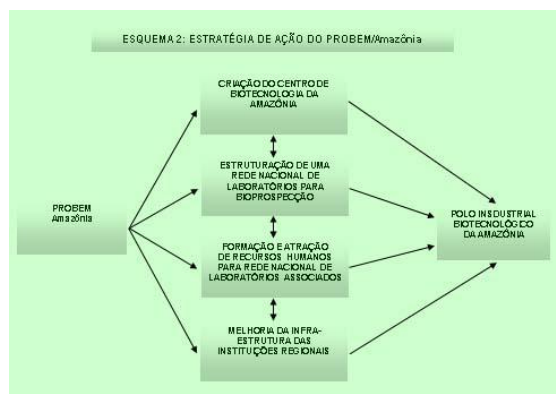 ESQUEMA 2: ESTRATÉGIA DE AÇÃO DO PROBEM/Amazônia
CRIAÇÃO DO CENTRO DE
BIOTECNOLOGIA DA
AMAZÔNIA
ESTRUTURAÇÃO DE UMA
REDE NACIONAL DE
LABORATÓRIOS PARA
BIOPROSPECÇÃO
PROBEM
Amazônia
POLO INSDUSTRIAL
BIOTECNOLÓGICO
DA AMAZÔNIA
FORMAÇÃO E ATRAÇÃO
DE RECURSOS HUMANOS
PARA REDE NACIONAL DE
LABORATÓRIOS ASSOCIADOS
MELHORIA DA INFRA-
ESTRUTURA DAS
INSTITUIÇÕES REGIONAIS